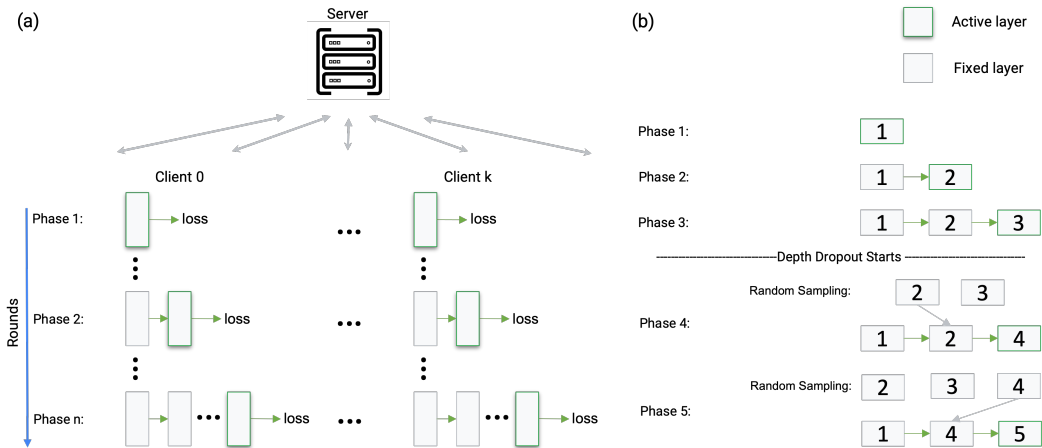 (a)
Server
Client 0
Client k
Rounds
Phase 1:
loss
...
loss
Phase 2:
loss
...
loss
Phase n:
...
loss
...
...
loss
(b)
Active layer
Fixed layer
Phase 1:
1
Phase 2:
1 2
Phase 3:
1 2 3
Depth Dropout Starts
Random Sampling: 2 3
Phase 4:
1 2 4
Random Sampling: 2 3 4
Phase 5:
1 4 5